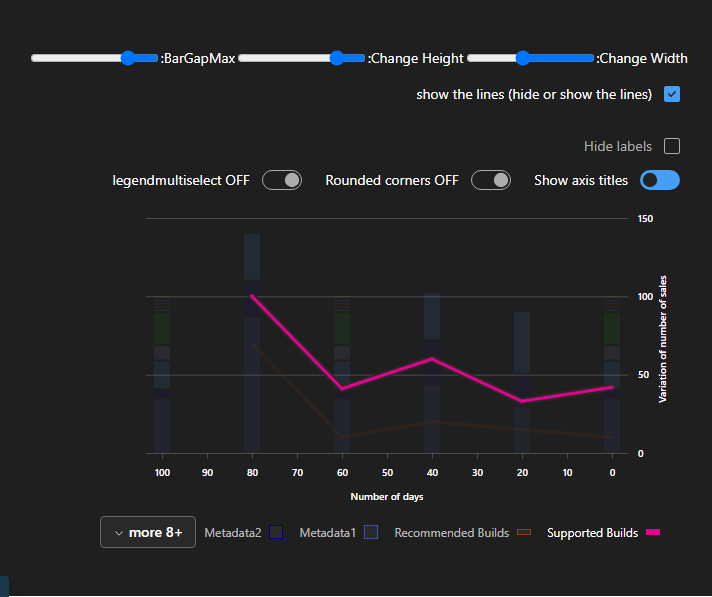 :BarGapMax :Change Height :Change Width
show the lines (hide or show the lines)
Hide labels
legendmultiselect OFF Rounded corners OFF Show axis titles
150
100
50
0
Variation of number of sales
100 90 80 70 60 50 40 30 20 10 0
Number of days
more 8+ Metadata2 Metadata1 Recommended Builds Supported Builds